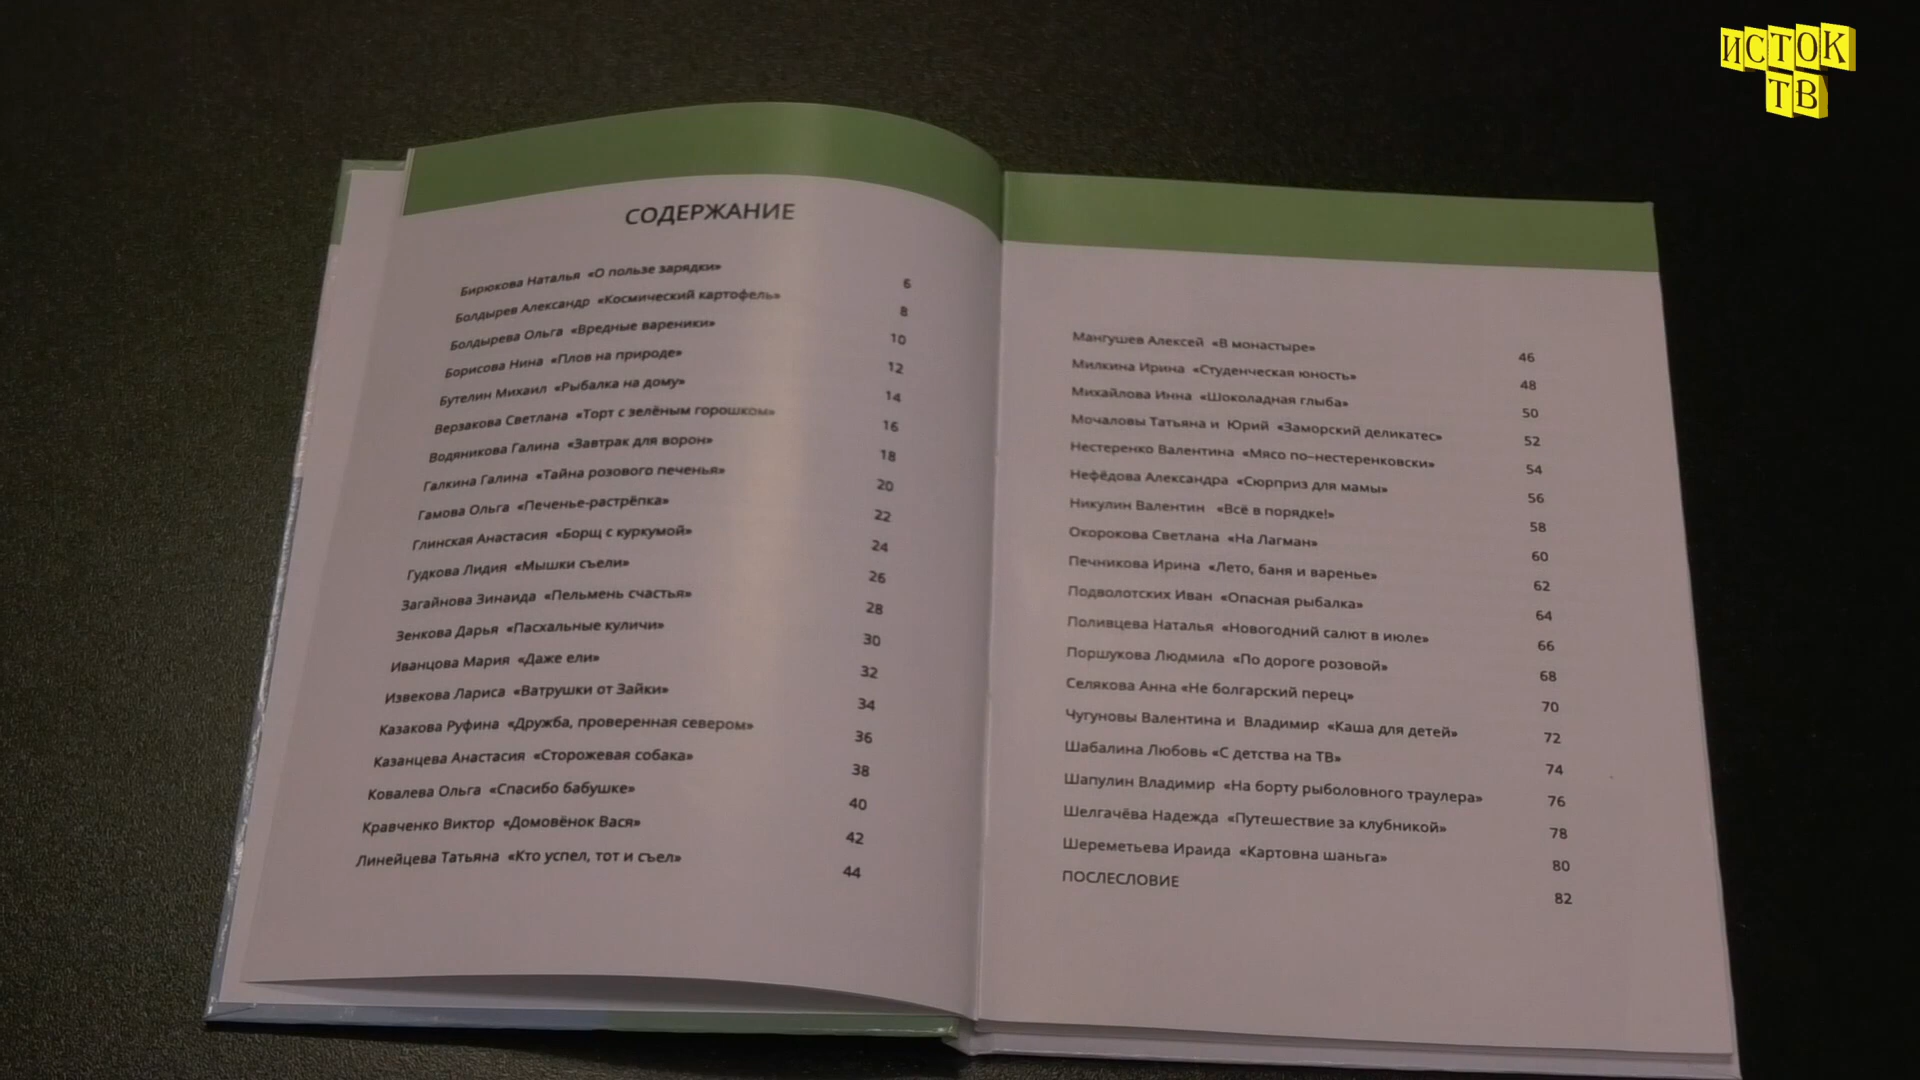 ИСТОК
ТВ
СОДЕРЖАНИЕ
Бирюкова Наталья «О пользе зарядки» 6
Болдырев Александр «Космический картофель» 8
Болдырева Ольга «Вредные вареники» 10
Борисова Нина «Плов на природе» 12
Бутелин Михаил «Рыбалка на дому» 14
Верзакова Светлана «Торт с зелёным горошком» 16
Водяникова Галина «Завтрак для ворон» 18
Галкина Галина «Тайна розового печенья» 20
Гамова Ольга «Печенье-растрёпка» 22
Глинская Анастасия «Борщ с куркумой» 24
Гудкова Лидия «Мышки съели» 26
Загайнова Зинаида «Пельмень счастья» 28
Зенкова Дарья «Пасхальные куличи» 30
Иванцова Мария «Даже ели» 32
Извекова Лариса «Ватрушки от Зайки» 34
Казакова Руфина «Дружба, проверенная севером» 36
Казанцева Анастасия «Сторожевая собака» 38
Ковалева Ольга «Спасибо бабушке» 40
Кравченко Виктор «Домовёнок Вася» 42
Линейцева Татьяна «Кто успел, тот и съел» 44
Мангушев Алексей «В монастыре» 46
Милкина Ирина «Студенческая юность» 48
Михайлова Инна «Шоколадная глыба» 50
Мочаловы Татьяна и Юрий «Заморский деликатес» 52
Нестеренко Валентина «Мясо по–нестеренковски» 54
Нефёдова Александра «Сюрприз для мамы» 56
Никулин Валентин «Всё в порядке!» 58
Окорокова Светлана «На Лагман» 60
Печникова Ирина «Лето, баня и варенье» 62
Подволотских Иван «Опасная рыбалка» 64
Поливцева Наталья «Новогодний салют в июле» 66
Поршукова Людмила «По дороге розовой» 68
Селякова Анна «Не болгарский перец» 70
Чугуновы Валентина и Владимир «Каша для детей» 72
Шабалина Любовь «С детства на ТВ» 74
Шапулин Владимир «На борту рыболовного траулера» 76
Шелгачёва Надежда «Путешествие за клубникой» 78
Шереметьева Ираида «Картовна шаньга» 80
ПОСЛЕСЛОВИЕ 82